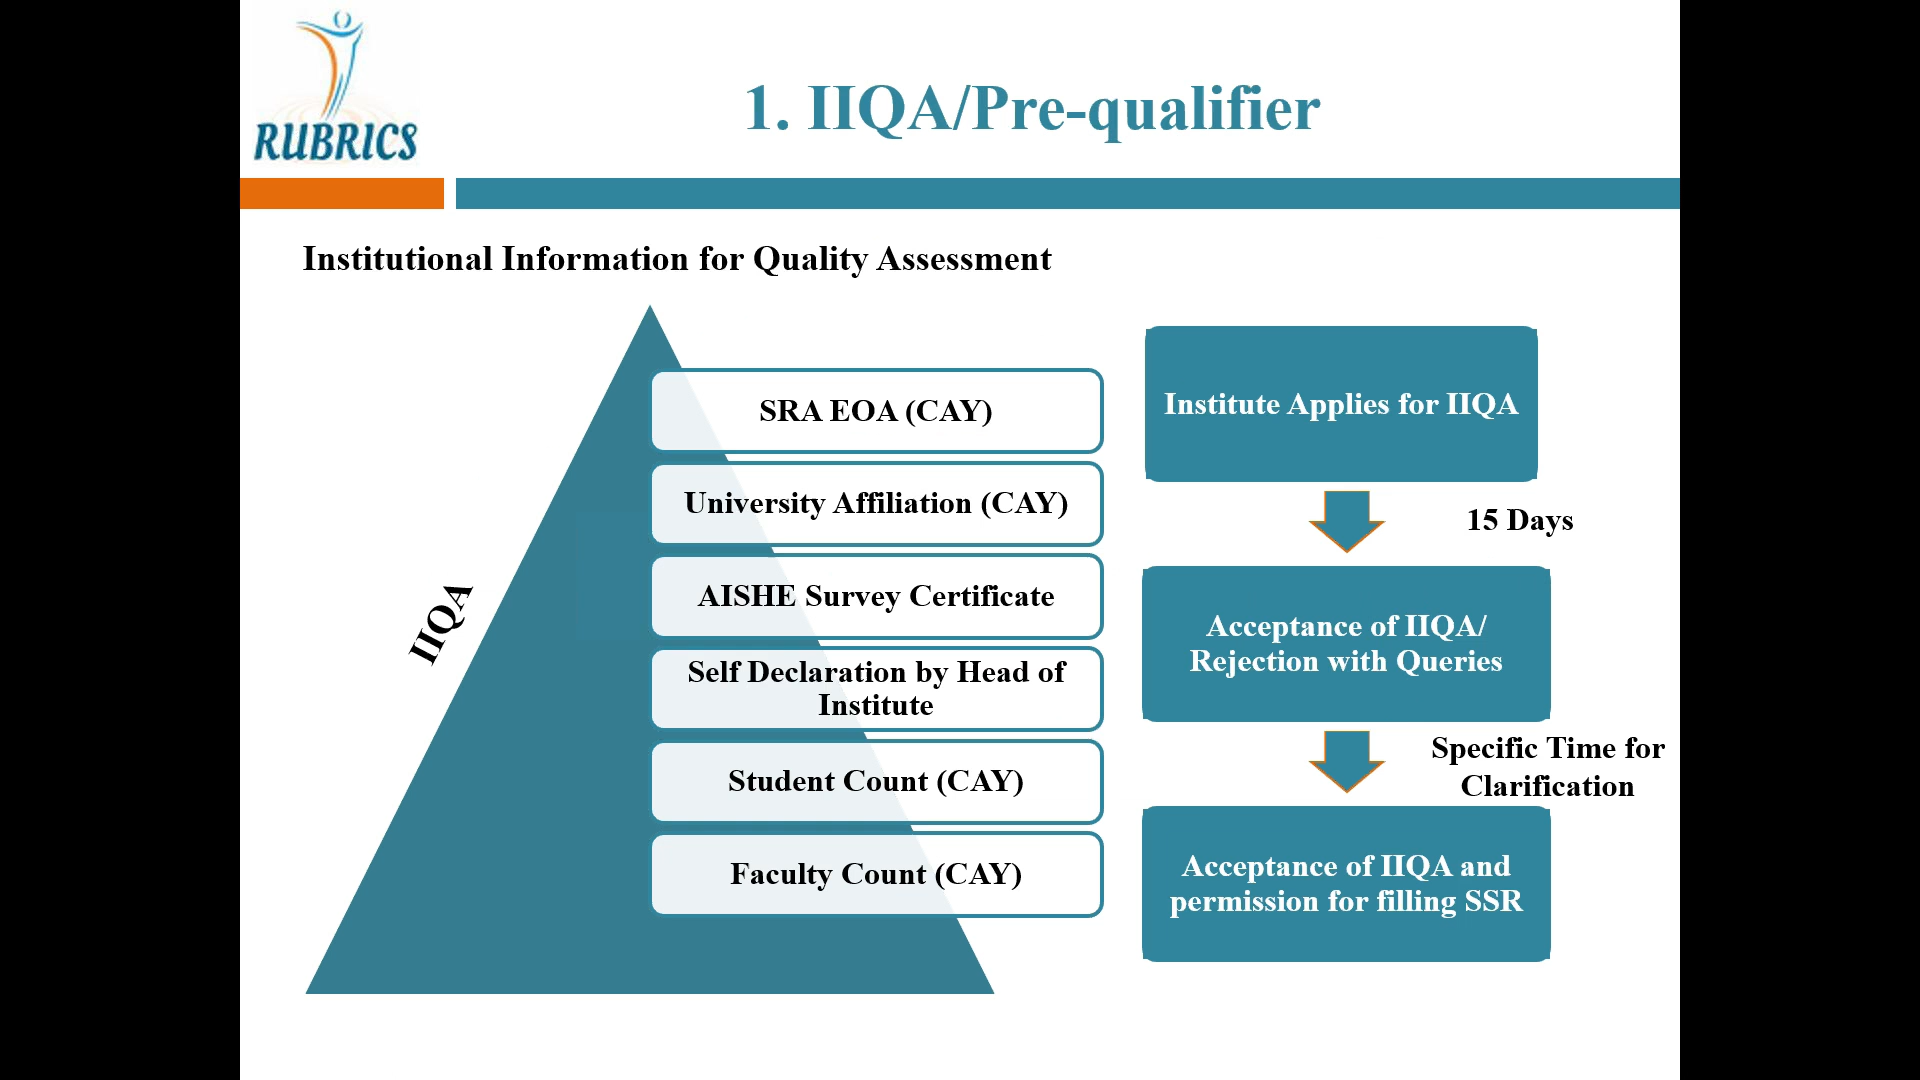 RUBRICS
1. IIQA/Pre-qualifier
Institutional Information for Quality Assessment
IIQA
SRA EOA (CAY)
University Affiliation (CAY)
AISHE Survey Certificate
Self Declaration by Head of
Institute
Student Count (CAY)
Faculty Count (CAY)
Institute Applies for IIQA
15 Days
Acceptance of IIQA/
Rejection with Queries
Specific Time for
Clarification
Acceptance of IIQA and
permission for filling SSR